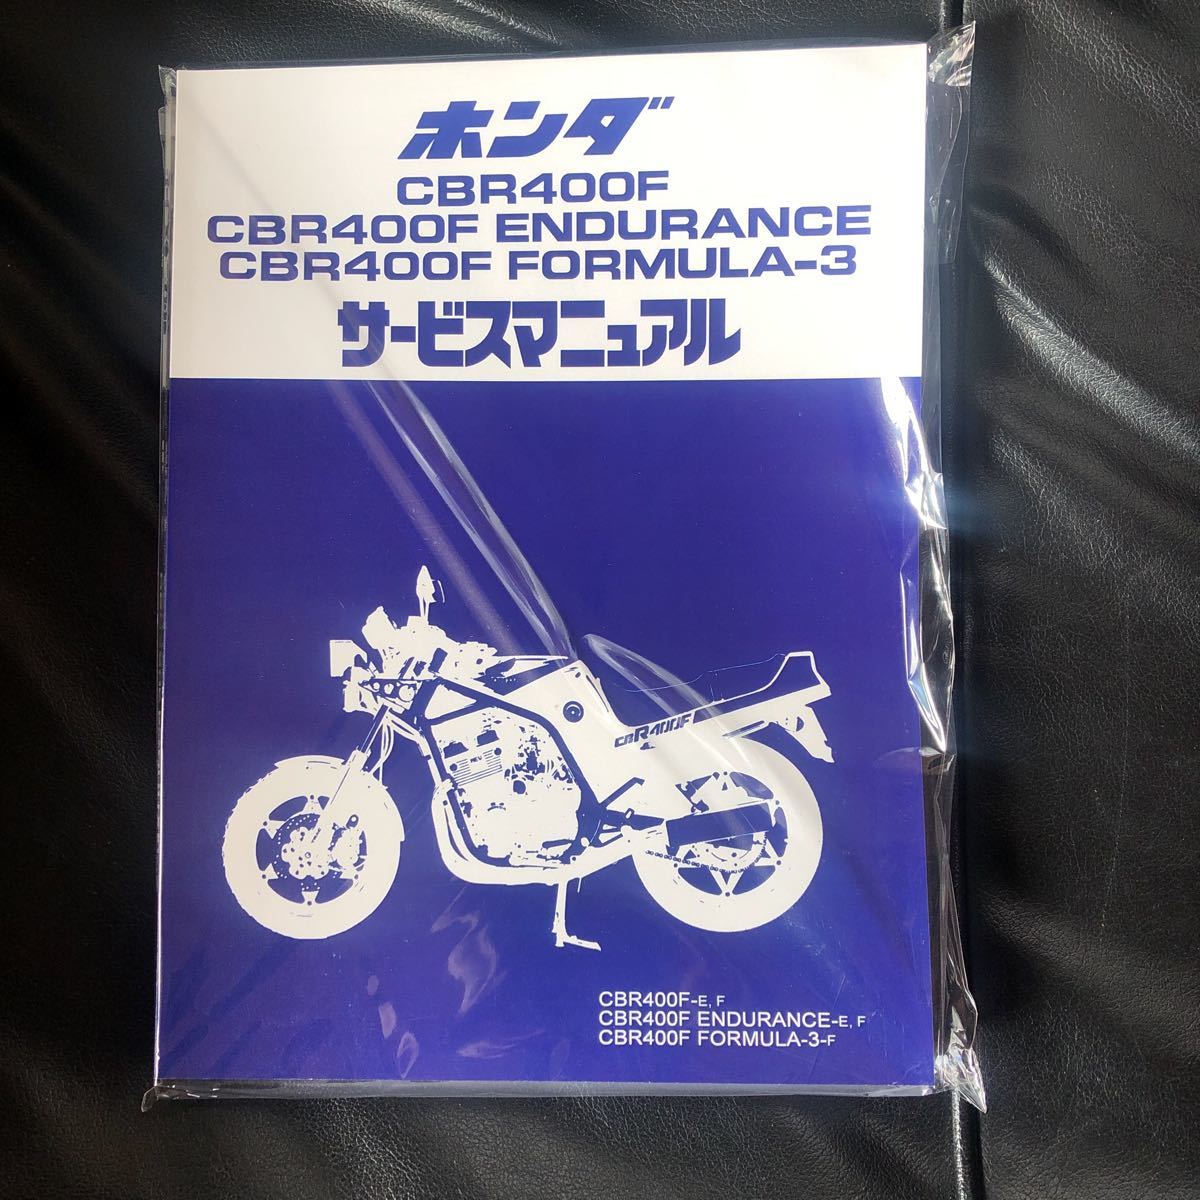 ホンダ
CBR400F
CBR400F ENDURANCE
CBR400F FORMULA-3
サービスマニュアル
CBR400F
CBR400F-E, F
CBR400F ENDURANCE-E, F
CBR400F FORMULA-3-F